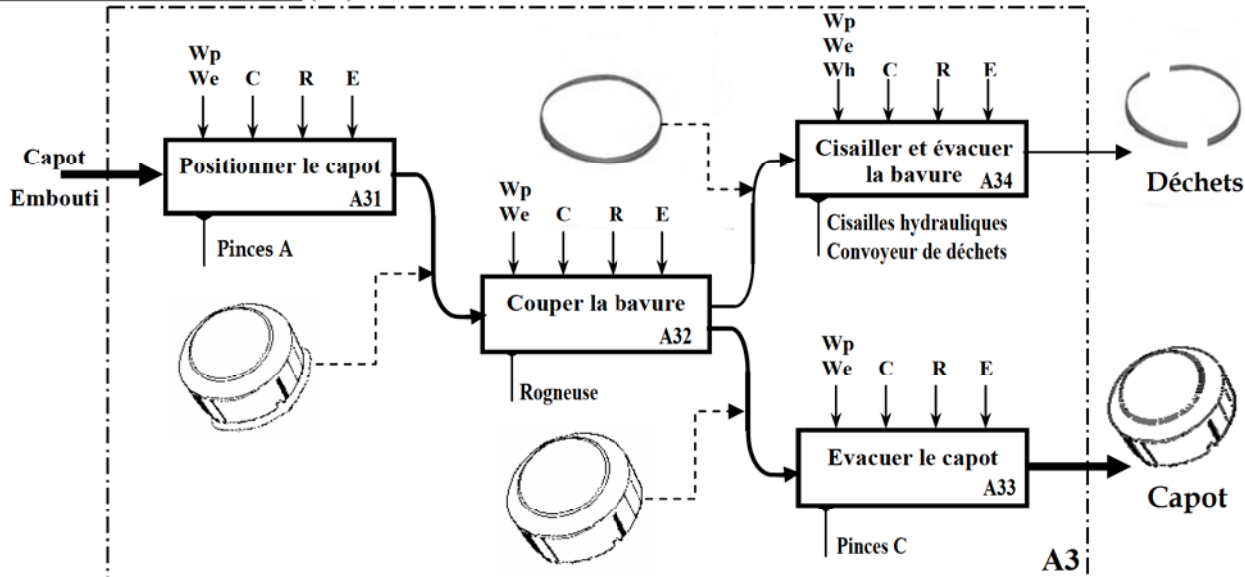 Wp
We C R E
Capot
Embouti
Positionner le capot
A31
Pinces A
Wp
We C R E
Couper la bavure
A32
Rogneuse
Wp
We
Wh C R E
Cisailler et évacuer
la bavure A34
Cisailles hydrauliques
Convoyeur de déchets
Déchets
Wp
We C R E
Evacuer le capot
A33
Pinces C
Capot
A3